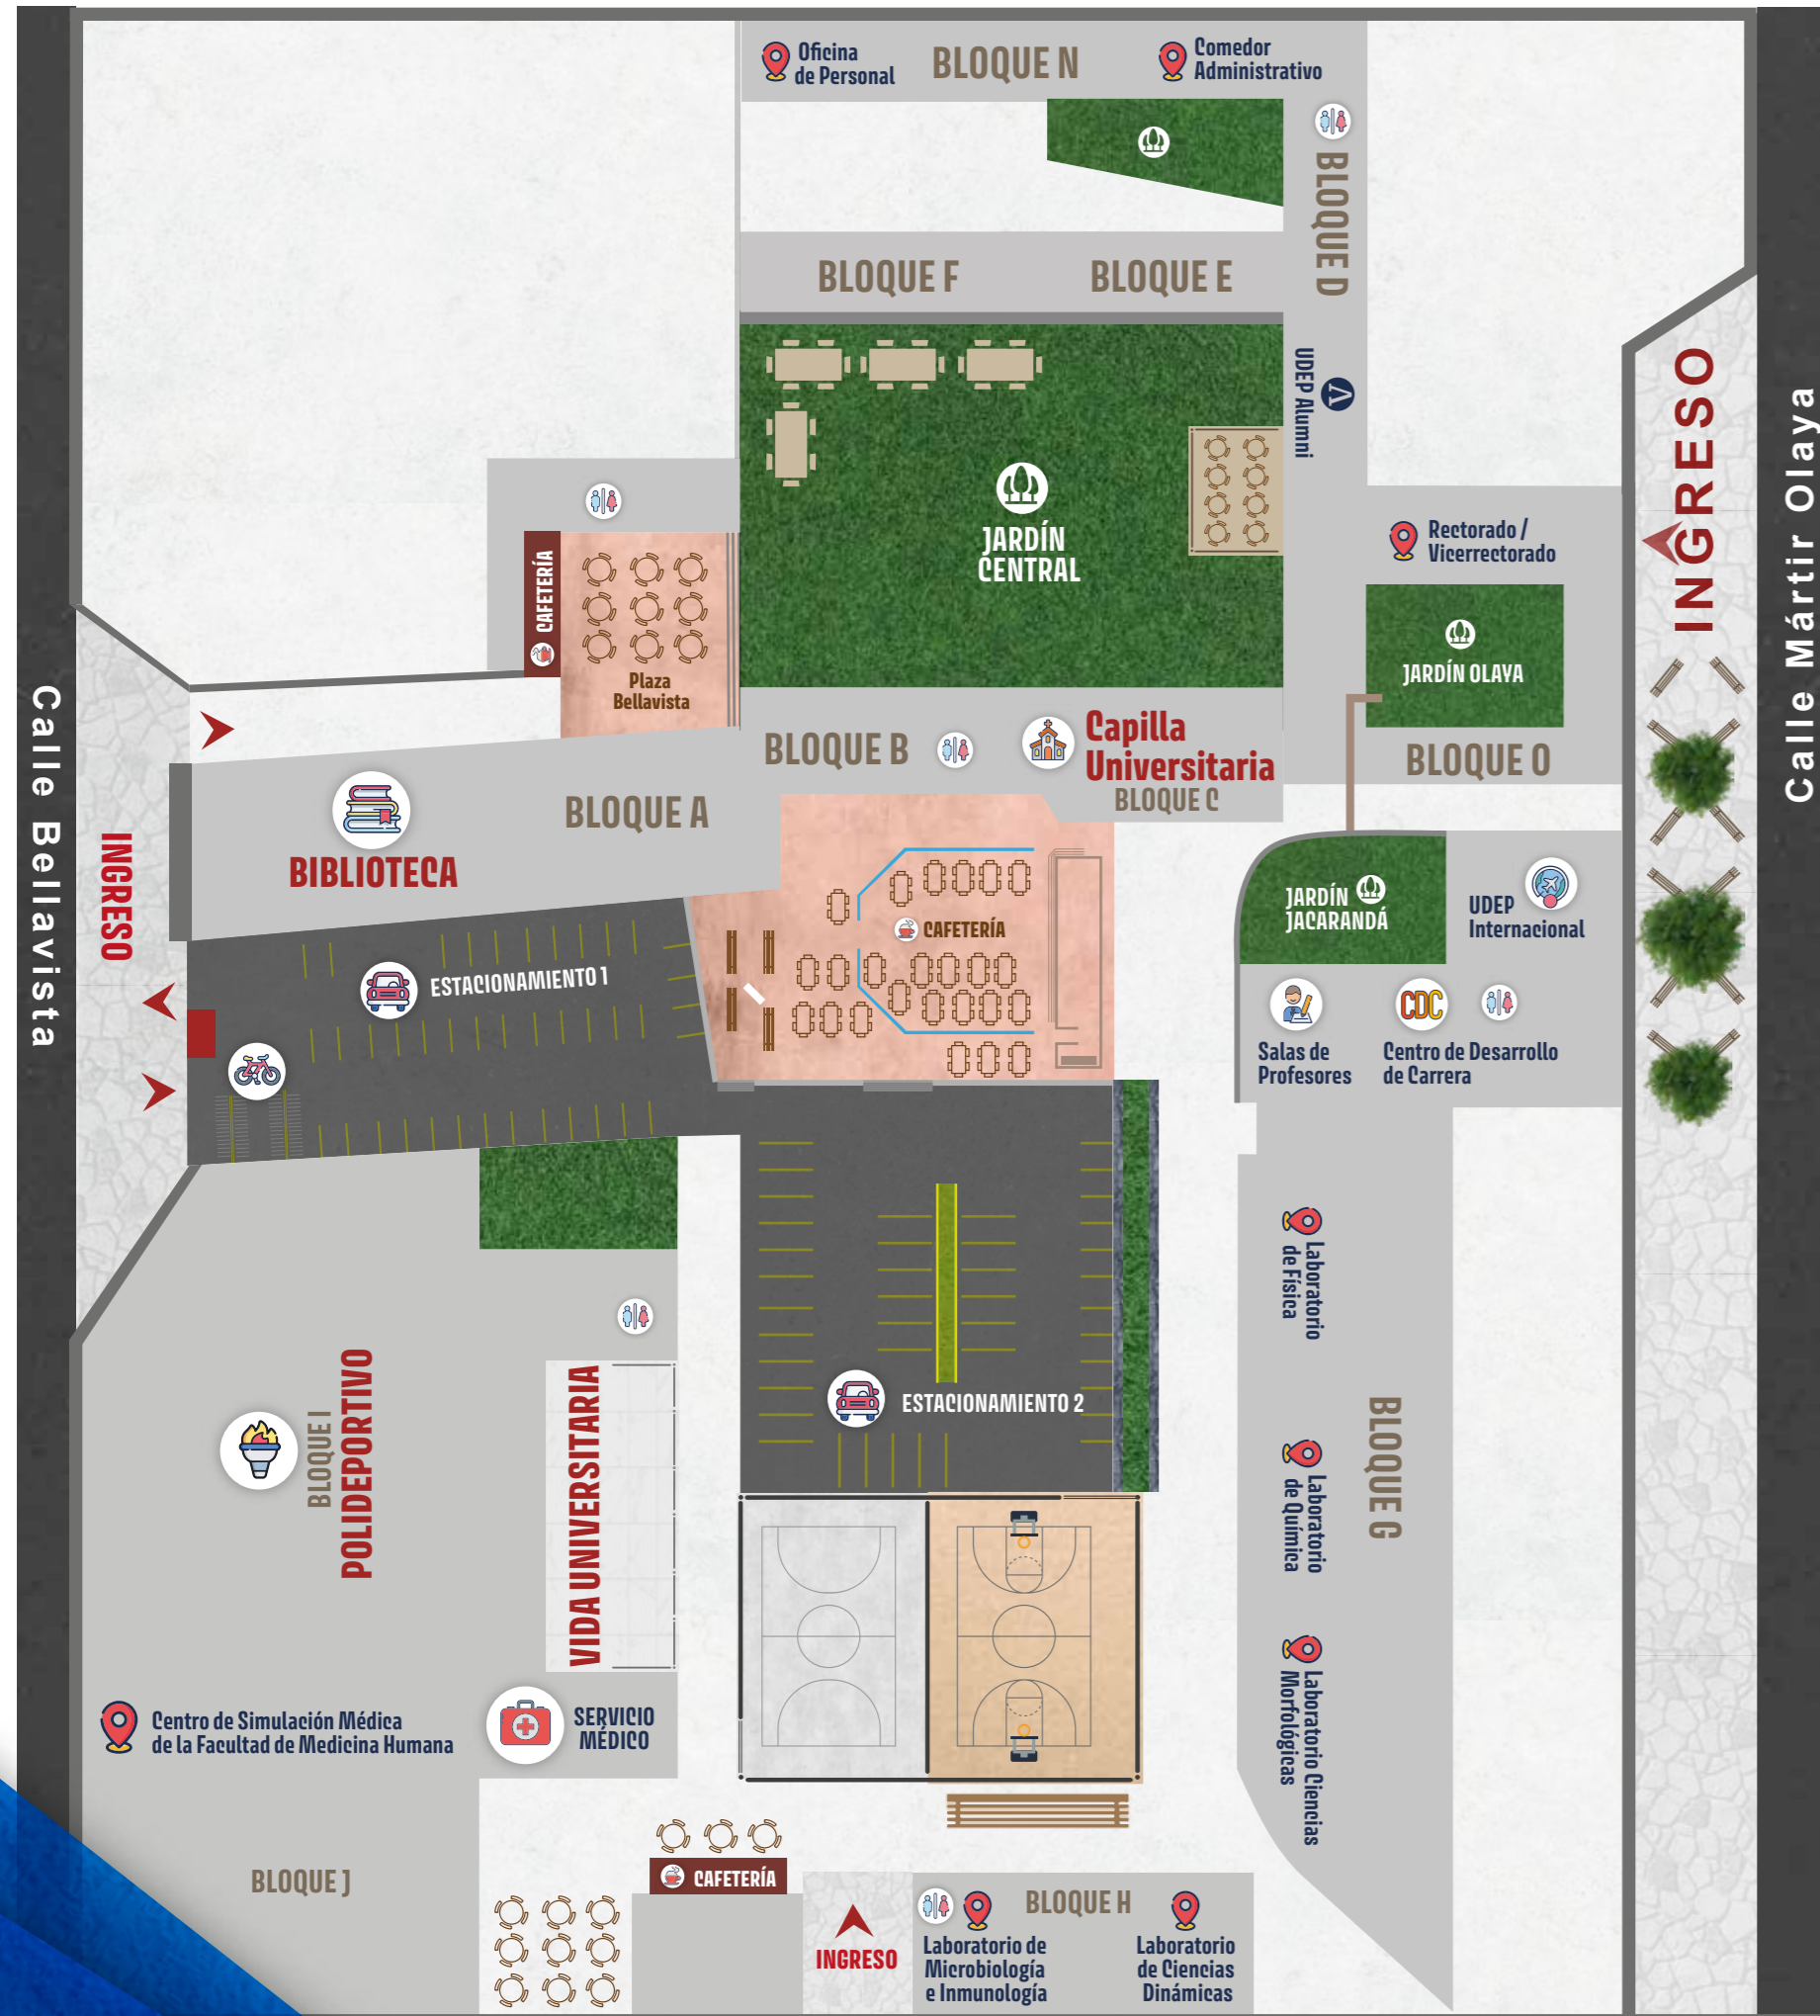 Oficina
de Personal
BLOQUE N
Comedor
Administrativo
BLOQUE D
BLOQUE F
BLOQUE E
UDEP Alumni
JARDÍN
CENTRAL
CAFETERÍA
Plaza
Bellavista
Rectorado /
Vicerrectorado
JARDÍN OLAYA
BLOQUE O
INGRESO
Calle Mártir Olaya
Calle Bellavista
INGRESO
BLOQUE B
Capilla
Universitaria
BLOQUE C
BLOQUE A
BIBLIOTECA
CAFETERÍA
ESTACIONAMIENTO 1
JARDÍN
JACARANDÁ
UDEP
Internacional
CDC
Salas de
Profesores
Centro de Desarrollo
de Carrera
Laboratorio
de Física
BLOQUE I
POLIDEPORTIVO
VIDA UNIVERSITARIA
ESTACIONAMIENTO 2
BLOQUE G
Laboratorio
de Química
Laboratorio Ciencias
Morfológicas
Centro de Simulación Médica
de la Facultad de Medicina Humana
SERVICIO
MÉDICO
BLOQUE J
CAFETERÍA
INGRESO
BLOQUE H
Laboratorio de
Microbiología
e Inmunología
Laboratorio
de Ciencias
Dinámicas